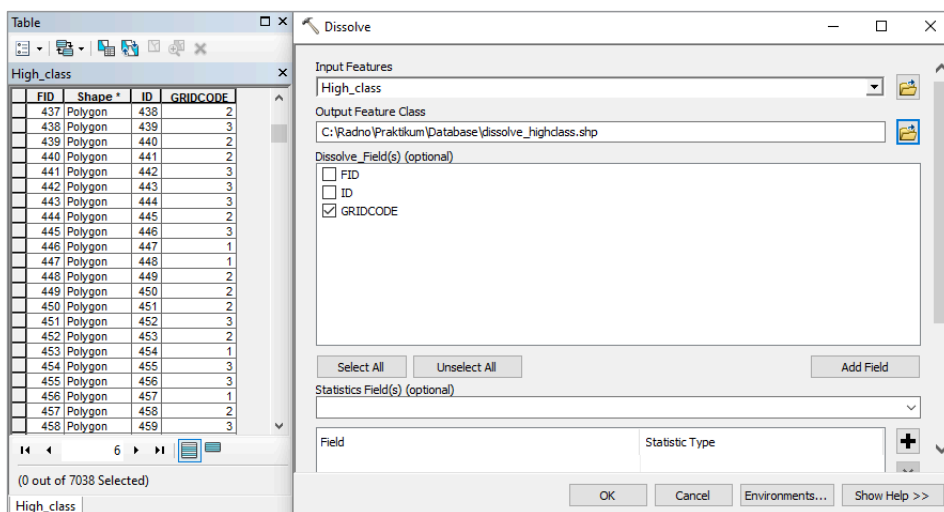 Table
High_class
FID Shape * ID GRIDCODE
437 Polygon 438 2
438 Polygon 439 3
439 Polygon 440 2
440 Polygon 441 2
441 Polygon 442 3
442 Polygon 443 3
443 Polygon 444 3
444 Polygon 445 2
445 Polygon 446 3
446 Polygon 447 1
447 Polygon 448 1
448 Polygon 449 2
449 Polygon 450 2
450 Polygon 451 2
451 Polygon 452 3
452 Polygon 453 2
453 Polygon 454 1
454 Polygon 455 3
455 Polygon 456 3
456 Polygon 457 1
457 Polygon 458 2
458 Polygon 459 3
6
(0 out of 7038 Selected)
High_class
Dissolve
Input Features
High_class
Output Feature Class
C:\Radno\Praktikum\Database\dissolve_highclass.shp
Dissolve_Field(s) (optional)
FID
ID
GRIDCODE
Select All Unselect All Add Field
Statistics Field(s) (optional)
Field Statistic Type
OK Cancel Environments... Show Help >>